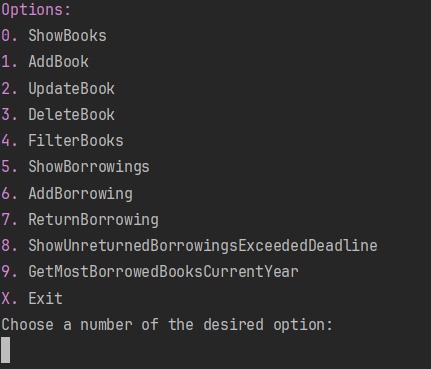 Options:
0. ShowBooks
1. AddBook
2. UpdateBook
3. DeleteBook
4. FilterBooks
5. ShowBorrowings
6. AddBorrowing
7. ReturnBorrowing
8. ShowUnreturnedBorrowingsExceededDeadline
9. GetMostBorrowedBooksCurrentYear
X. Exit
Choose a number of the desired option: